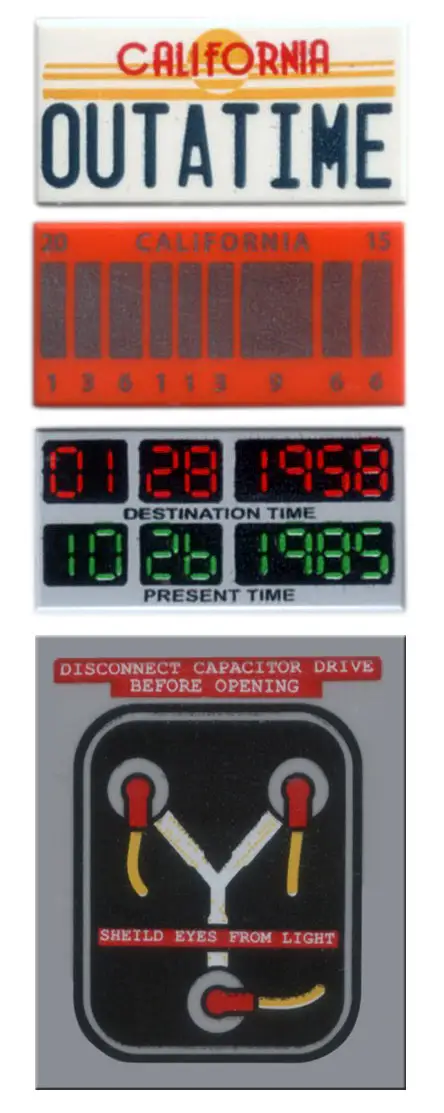 CALIFORNIA
OUTATIME
20 CALIFORNIA 15
1 3 6 1 1 3 9 6 6
01 28 1958
DESTINATION TIME
10 26 1985
PRESENT TIME
DISCONNECT CAPACITOR DRIVE
BEFORE OPENING
SHEILD EYES FROM LIGHT